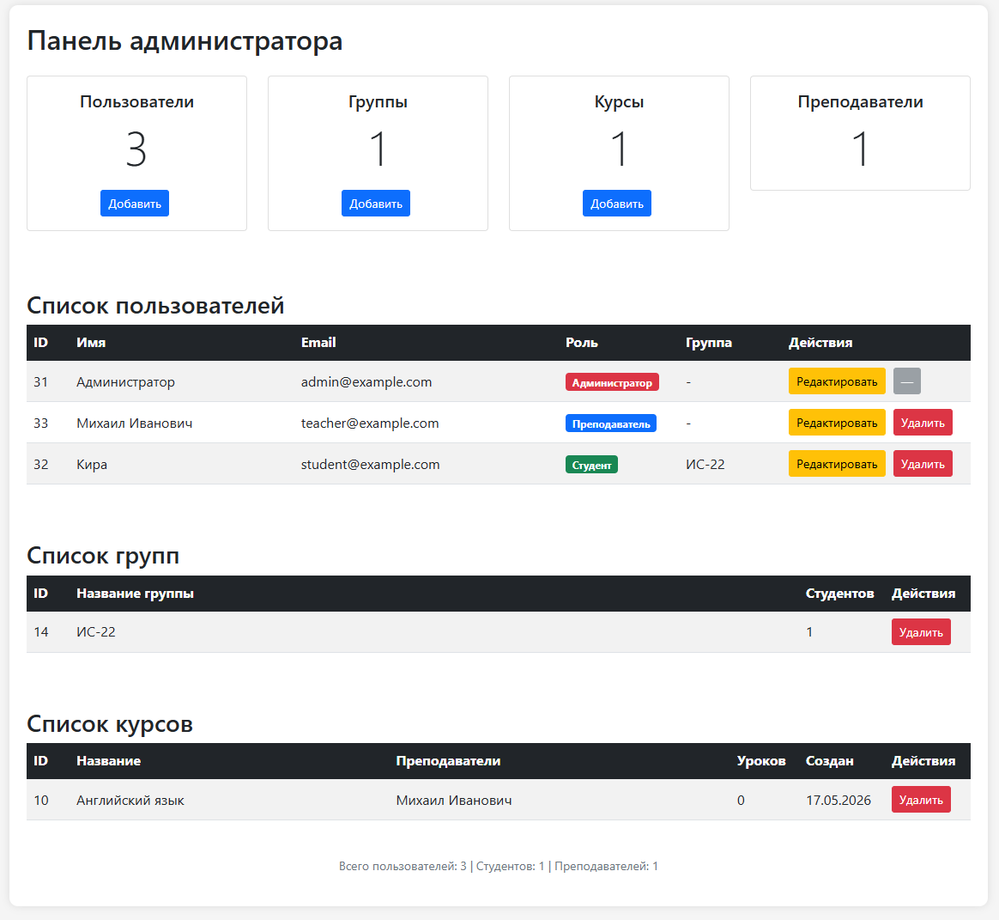 Панель администратора
Пользователи Группы Курсы Преподаватели
3 1 1 1
Добавить Добавить Добавить
Список пользователей
ID Имя Email Роль Группа Действия
31 Администратор admin@example.com Администратор - Редактировать —
33 Михаил Иванович teacher@example.com Преподаватель - Редактировать Удалить
32 Кира student@example.com Студент ИС-22 Редактировать Удалить
Список групп
ID Название группы Студентов Действия
14 ИС-22 1 Удалить
Список курсов
ID Название Преподаватели Уроков Создан Действия
10 Английский язык Михаил Иванович 0 17.05.2026 Удалить
Всего пользователей: 3 | Студентов: 1 | Преподавателей: 1